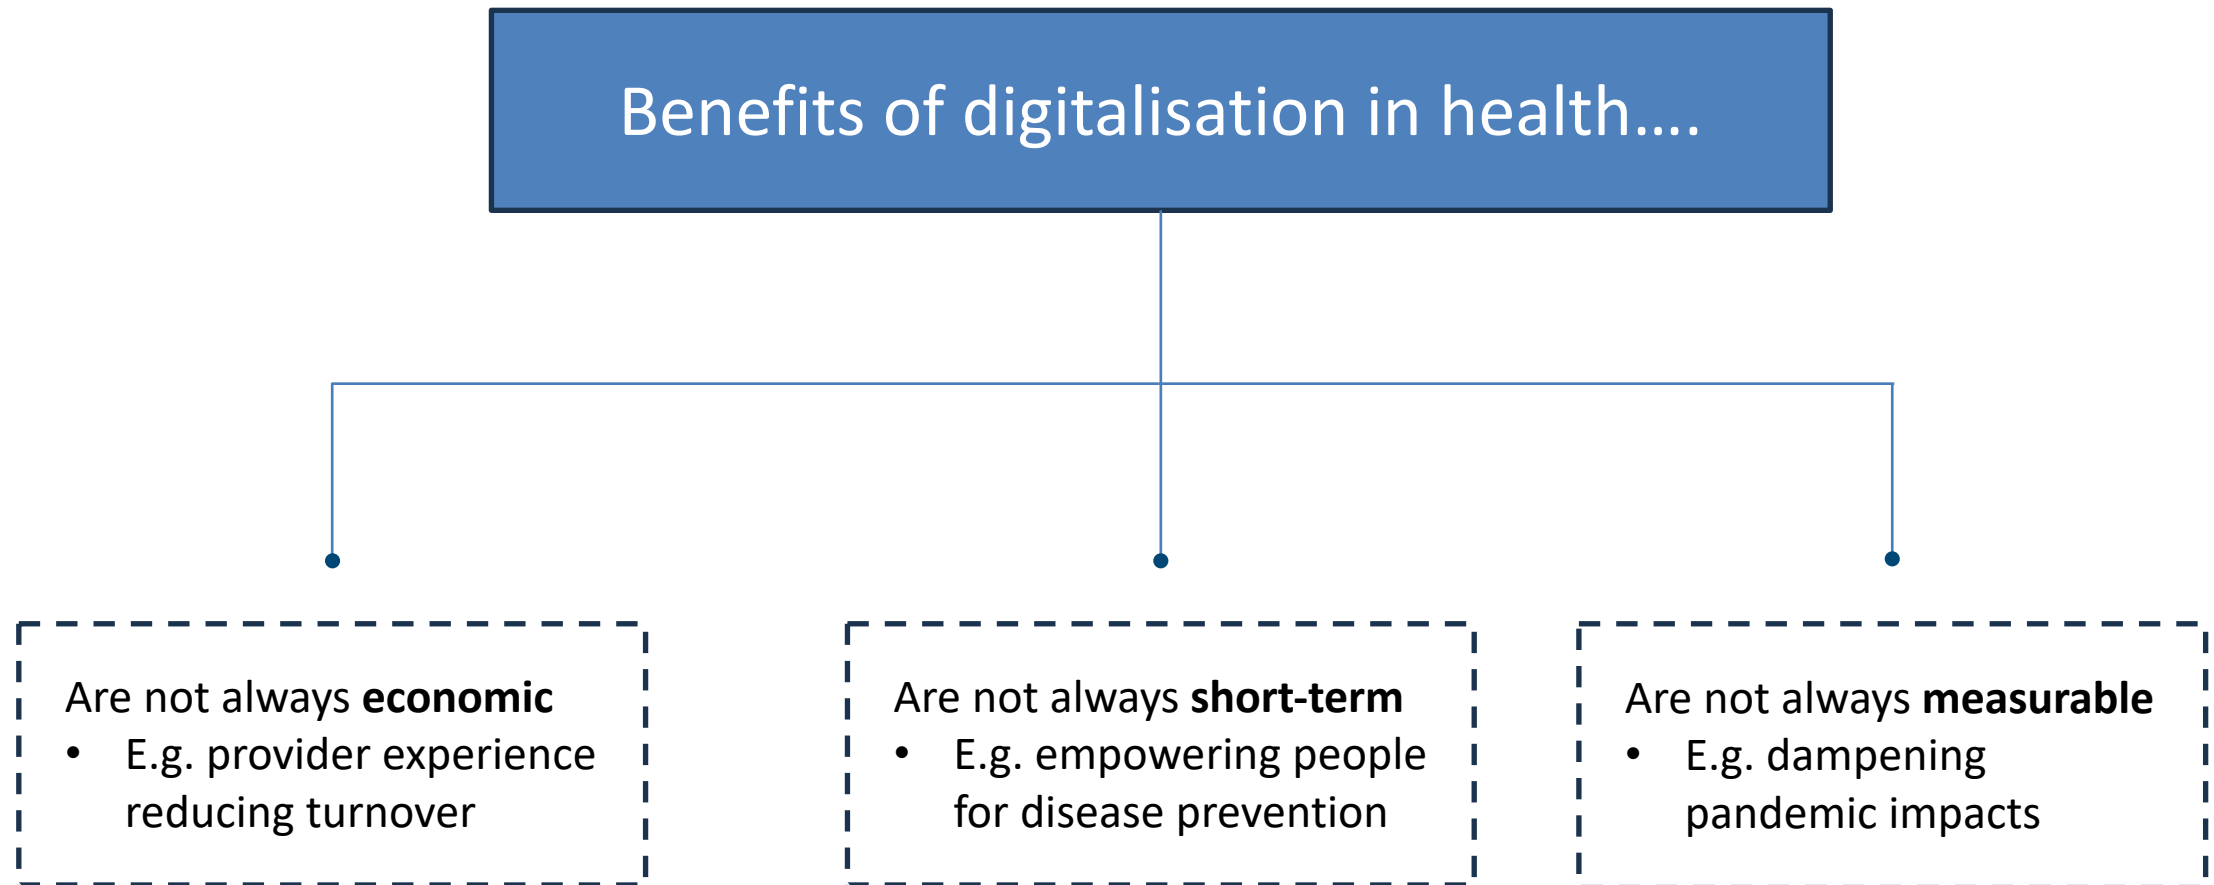 Benefits of digitalisation in health....
Are not always economic
• E.g. provider experience
reducing turnover
Are not always short-term
• E.g. empowering people
for disease prevention
Are not always measurable
• E.g. dampening
pandemic impacts